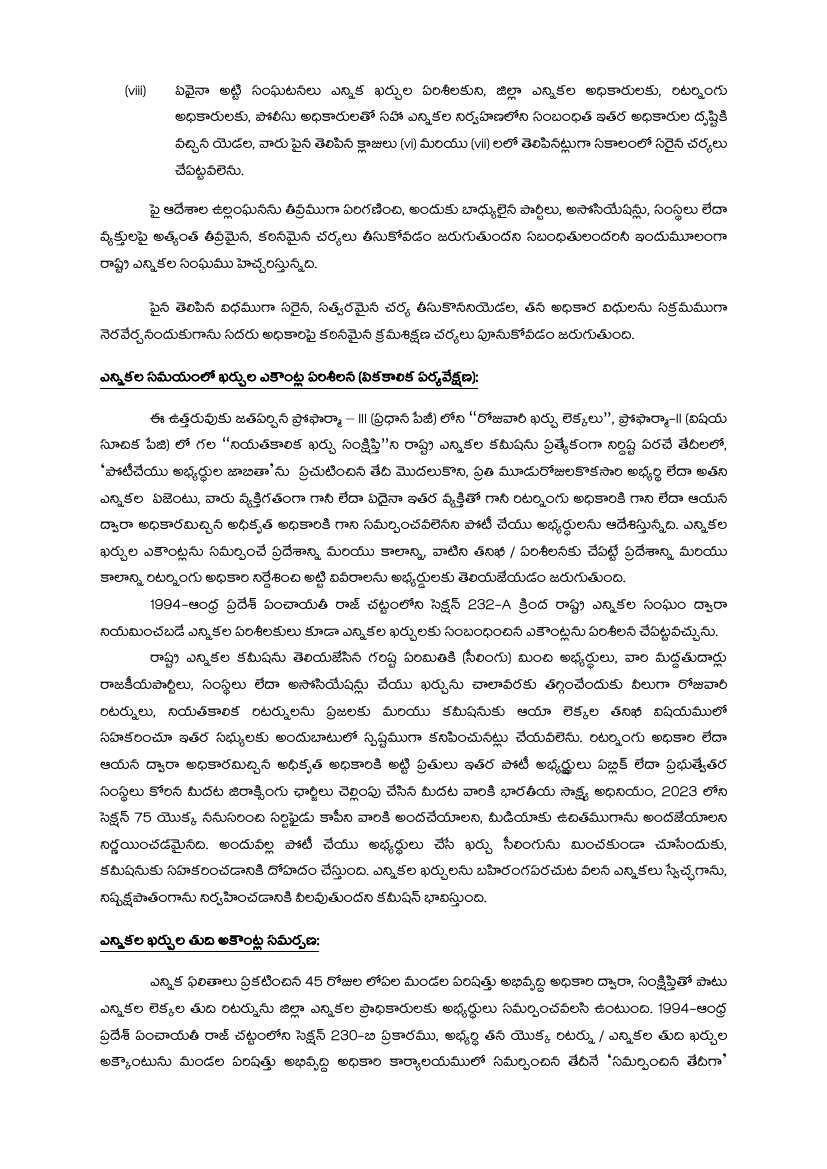 (viii) ఏవైనా అట్టి సంఘటనలు ఎన్నిక ఖర్చుల పరిశీలకుని, జిల్లా ఎన్నికల అధికారులకు, రిటర్నింగు
అధికారులకు, పోలీసు అధికారులతో సహా ఎన్నికల నిర్వహణలోని సంబంధిత ఇతర అధికారుల దృష్టికి
వచ్చిన యెడల, వారు పైన తెలిపిన క్లాజులు (vi) మరియు (vii) లలో తెలిపినట్లుగా సకాలంలో సరైన చర్యలు
చేపట్టవలెను.
పై ఆదేశాల ఉల్లంఘనను తీవ్రముగా పరిగణించి, అందుకు బాధ్యులైన పార్టీలు, అసోసియేషన్లు, సంస్థలు లేదా
వ్యక్తులపై అత్యంత తీవ్రమైన, కఠినమైన చర్యలు తీసుకోవడం జరుగుతుందని సబంధితులందరినీ ఇందుమూలంగా
రాష్ట్ర ఎన్నికల సంఘము హెచ్చరిస్తున్నది.
పైన తెలిపిన విధముగా సరైన, సత్వరమైన చర్య తీసుకొననియెడల, తన అధికార విధులను సక్రమముగా
నెరవేర్చనందుకుగాను సదరు అధికారిపై కఠినమైన క్రమశిక్షణ చర్యలు పూనుకోవడం జరుగుతుంది.
ఎన్నికల సమయంలో ఖర్చుల ఎకౌంట్ల పరిశీలన (ఏకకాలిక పర్యవేక్షణ):
ఈ ఉత్తరువుకు జతపర్చిన ప్రోఫార్మా – III (ప్రధాన పేజీ) లోని “రోజువారీ ఖర్చు లెక్కలు”, ప్రోఫార్మా-II (విషయ
సూచిక పేజి) లో గల “నియతకాలిక ఖర్చు సంక్షిప్తి”ని రాష్ట్ర ఎన్నికల కమీషను ప్రత్యేకంగా నిర్దిష్ట పరచే తేదీలలో,
‘పోటీచేయు అభ్యర్థుల జాబితా’ను ప్రచుటించిన తేది మొదలుకొని, ప్రతి మూడురోజులకొకసారి అభ్యర్థి లేదా అతని
ఎన్నికల ఏజెంటు, వారు వ్యక్తిగతంగా గానీ లేదా ఏదైనా ఇతర వ్యక్తితో గానీ రిటర్నింగు అధికారికి గాని లేదా ఆయన
ద్వారా అధికారమిచ్చిన అధీకృత అధికారికి గాని సమర్పించవలెనని పోటీ చేయు అభ్యర్థులను ఆదేశిస్తున్నది. ఎన్నికల
ఖర్చుల ఎకౌంట్లను సమర్పించే ప్రదేశాన్ని మరియు కాలాన్ని, వాటిని తనిఖీ / పరిశీలనకు చేపట్టే ప్రదేశాన్ని మరియు
కాలాన్ని రిటర్నింగు అధికారి నిర్దేశించి అట్టి వివరాలను అభ్యర్థులకు తెలియజేయడం జరుగుతుంది.
1994-ఆంధ్ర ప్రదేశ్ పంచాయతీ రాజ్ చట్టంలోని సెక్షన్ 232-A క్రింద రాష్ట్ర ఎన్నికల సంఘం ద్వారా
నియమించబడే ఎన్నికల పరిశీలకులు కూడా ఎన్నికల ఖర్చులకు సంబంధించిన ఎకౌంట్లను పరిశీలన చేపట్టవచ్చును.
రాష్ట్ర ఎన్నికల కమీషను తెలియజేసిన గరిష్ట పరిమితికి (సీలింగు) మించి అభ్యర్థులు, వారి మద్దతుదార్లు
రాజకీయపార్టీలు, సంస్థలు లేదా అసోసియేషన్లు చేయు ఖర్చును చాలావరకు తగ్గించేందుకు వీలుగా రోజువారీ
రిటర్నులు, నియతకాలిక రిటర్నులను ప్రజలకు మరియు కమీషనుకు ఆయా లెక్కల తనిఖీ విషయములో
సహకరించూ ఇతర సభ్యులకు అందుబాటులో స్పష్టముగా కనిపించునట్లు చేయవలెను. రిటర్నింగు అధికారి లేదా
ఆయన ద్వారా అధికారమిచ్చిన అధీకృత అధికారికి అట్టి ప్రతులు ఇతర పోటీ అభ్యర్థులు పబ్లిక్ లేదా ప్రభుత్వేతర
సంస్థలు కోరిన మీదట జిరాక్సింగు ఛార్జీలు చెల్లింపు చేసిన మీదట వారికి భారతీయ సాక్ష్య అధినియం, 2023 లోని
సెక్షన్ 75 యొక్క ననుసరించి సర్టిఫైడు కాపీని వారికి అందచేయాలని, మీడియాకు ఉచితముగాను అందజేయాలని
నిర్ణయించడమైనది. అందువల్ల పోటీ చేయు అభ్యర్థులు చేసే ఖర్చు సీలింగును మించకుండా చూసేందుకు,
కమీషనుకు సహకరించడానికి దోహదం చేస్తుంది. ఎన్నికల ఖర్చులను బహిరంగపరచుట వలన ఎన్నికలు స్వేచ్ఛగాను,
నిష్పక్షపాతంగాను నిర్వహించడానికి వీలవుతుందని కమీషన్ భావిస్తుంది.
ఎన్నికల ఖర్చుల తుది అకౌంట్ల సమర్పణ:
ఎన్నిక ఫలితాలు ప్రకటించిన 45 రోజుల లోపల మండల పరిషత్తు అభివృద్ది అధికారి ద్వారా, సంక్షిప్తితో పాటు
ఎన్నికల లెక్కల తుది రిటర్నును జిల్లా ఎన్నికల ప్రాధికారులకు అభ్యర్థులు సమర్పించవలసి ఉంటుంది. 1994-ఆంధ్ర
ప్రదేశ్ పంచాయతీ రాజ్ చట్టంలోని సెక్షన్ 230-బి ప్రకారము, అభ్యర్థి తన యొక్క రిటర్ను / ఎన్నికల తుది ఖర్చుల
అక్కౌంటును మండల పరిషత్తు అభివృద్ది అధికారి కార్యాలయములో సమర్పించిన తేదీనే ‘సమర్పించిన తేదీగా’